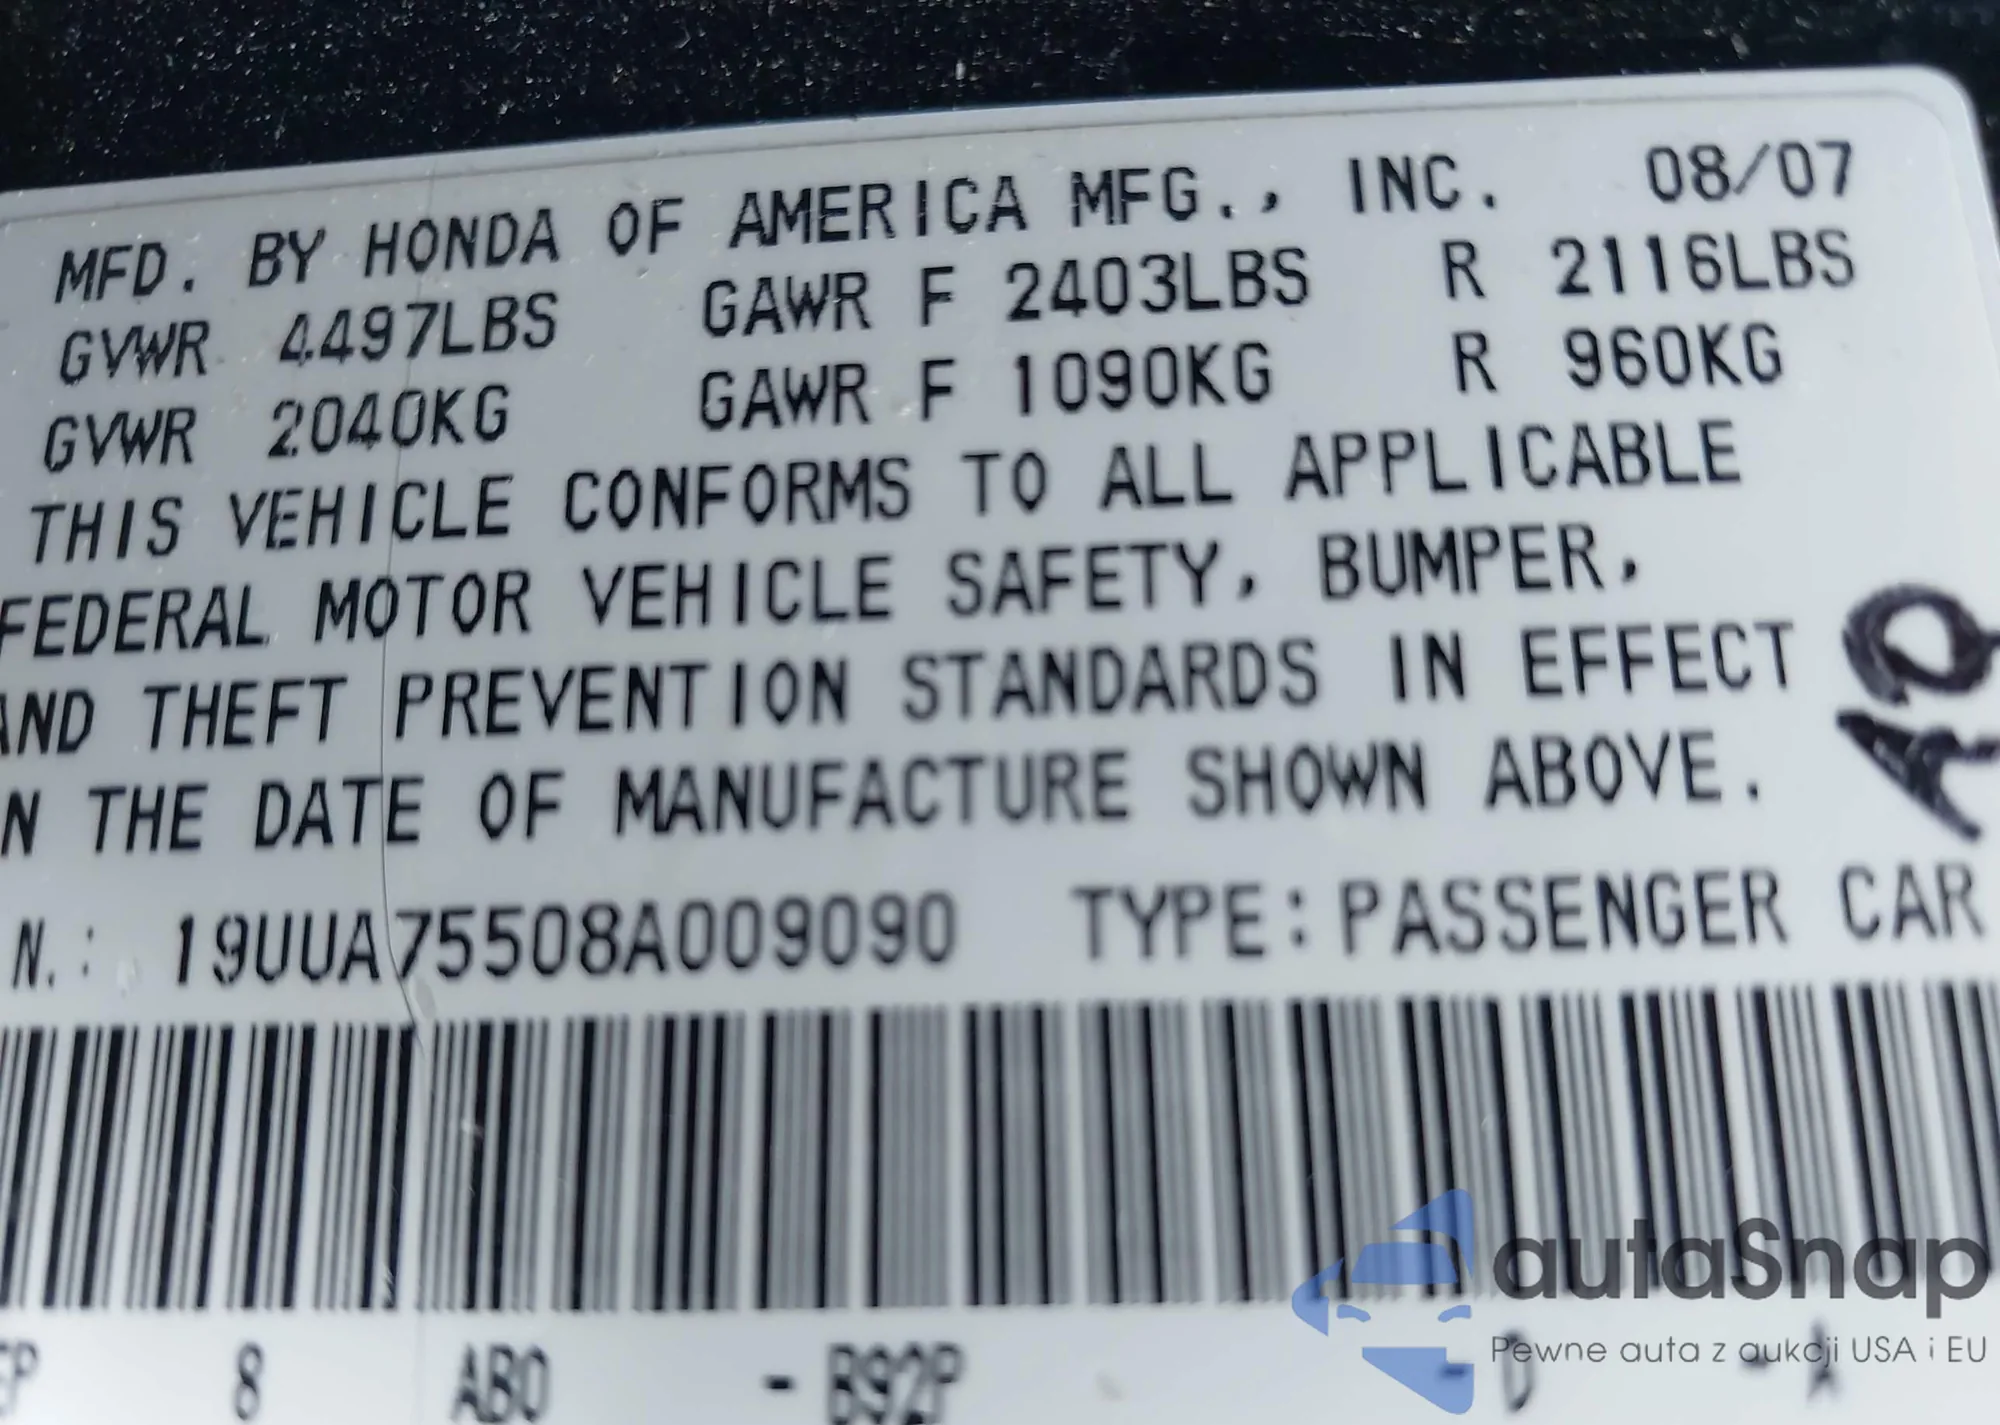 MFD. BY HONDA OF AMERICA MFG., INC. 08/07
GVWR 4497LBS GAWR F 2403LBS R 2116LBS
GVWR 2040KG GAWR F 1090KG R 960KG
THIS VEHICLE CONFORMS TO ALL APPLICABLE
FEDERAL MOTOR VEHICLE SAFETY, BUMPER,
AND THEFT PREVENTION STANDARDS IN EFFECT
N THE DATE OF MANUFACTURE SHOWN ABOVE.
N.: 19UUA75508A009090 TYPE: PASSENGER CAR
AQ
EP 8 AB0 - B92P - D - A
autaSnap
Pewne auta z aukcji USA i EU